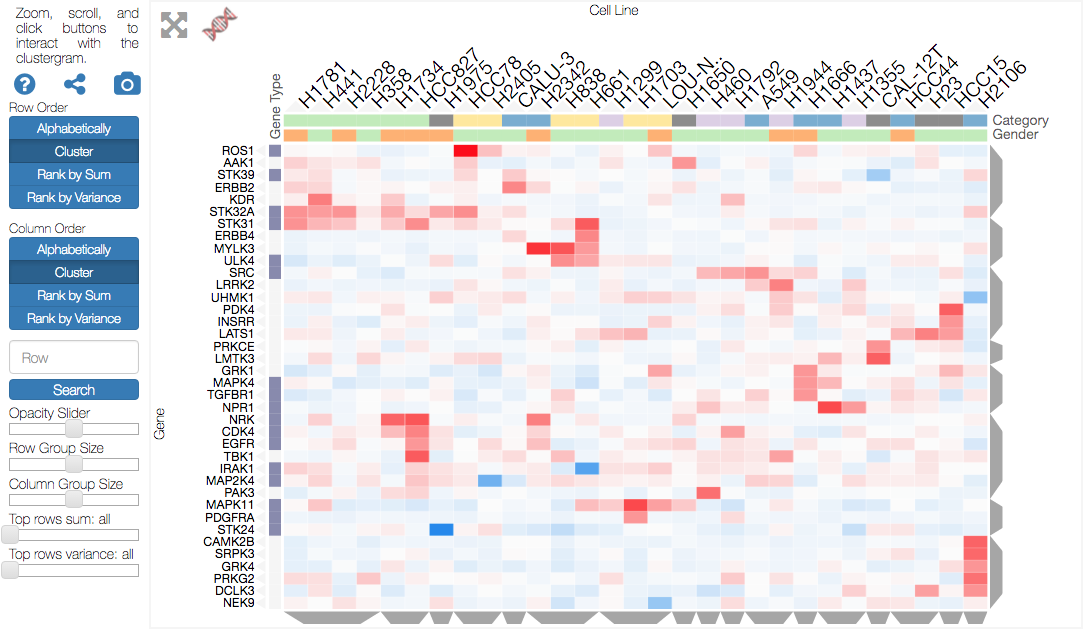 Zoom, scroll, and
click buttons to
interact with the
clustergram.
Row Order
Alphabetically
Cluster
Rank by Sum
Rank by Variance
Column Order
Alphabetically
Cluster
Rank by Sum
Rank by Variance
Row
Search
Opacity Slider
Row Group Size
Column Group Size
Top rows sum: all
Top rows variance: all
Cell Line
H1781
H441
H2228
H358
H1734
HCC827
H1975
HCC78
H2405
CALU-3
H2342
H838
H661
H1299
H1703
LOU-N..
H1650
H460
H1792
A549
H1944
H1666
H1437
H1355
CAL-12T
HCC44
H23
HCC15
H2106
Category
Gender
Gene Type
Gene
ROS1
AAK1
STK39
ERBB2
KDR
STK32A
STK31
ERBB4
MYLK3
ULK4
SRC
LRRK2
UHMK1
PDK4
INSRR
LATS1
PRKCE
LMTK3
GRK1
MAPK4
TGFBR1
NPR1
NRK
CDK4
EGFR
TBK1
IRAK1
MAP2K4
PAK3
MAPK11
PDGFRA
STK24
CAMK2B
SRPK3
GRK4
PRKG2
DCLK3
NEK9